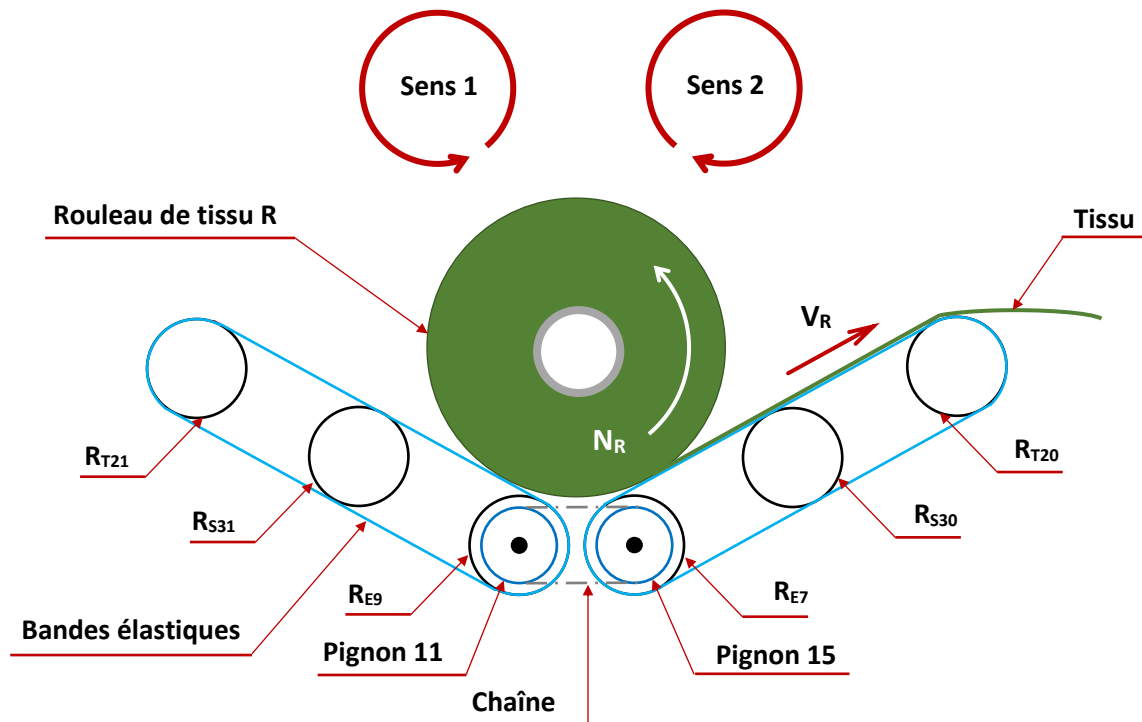 Sens 1
Sens 2
Rouleau de tissu R
Tissu
VR
NR
RT21
RT20
RS31
RS30
RE9
RE7
Bandes élastiques
Pignon 11
Pignon 15
Chaîne